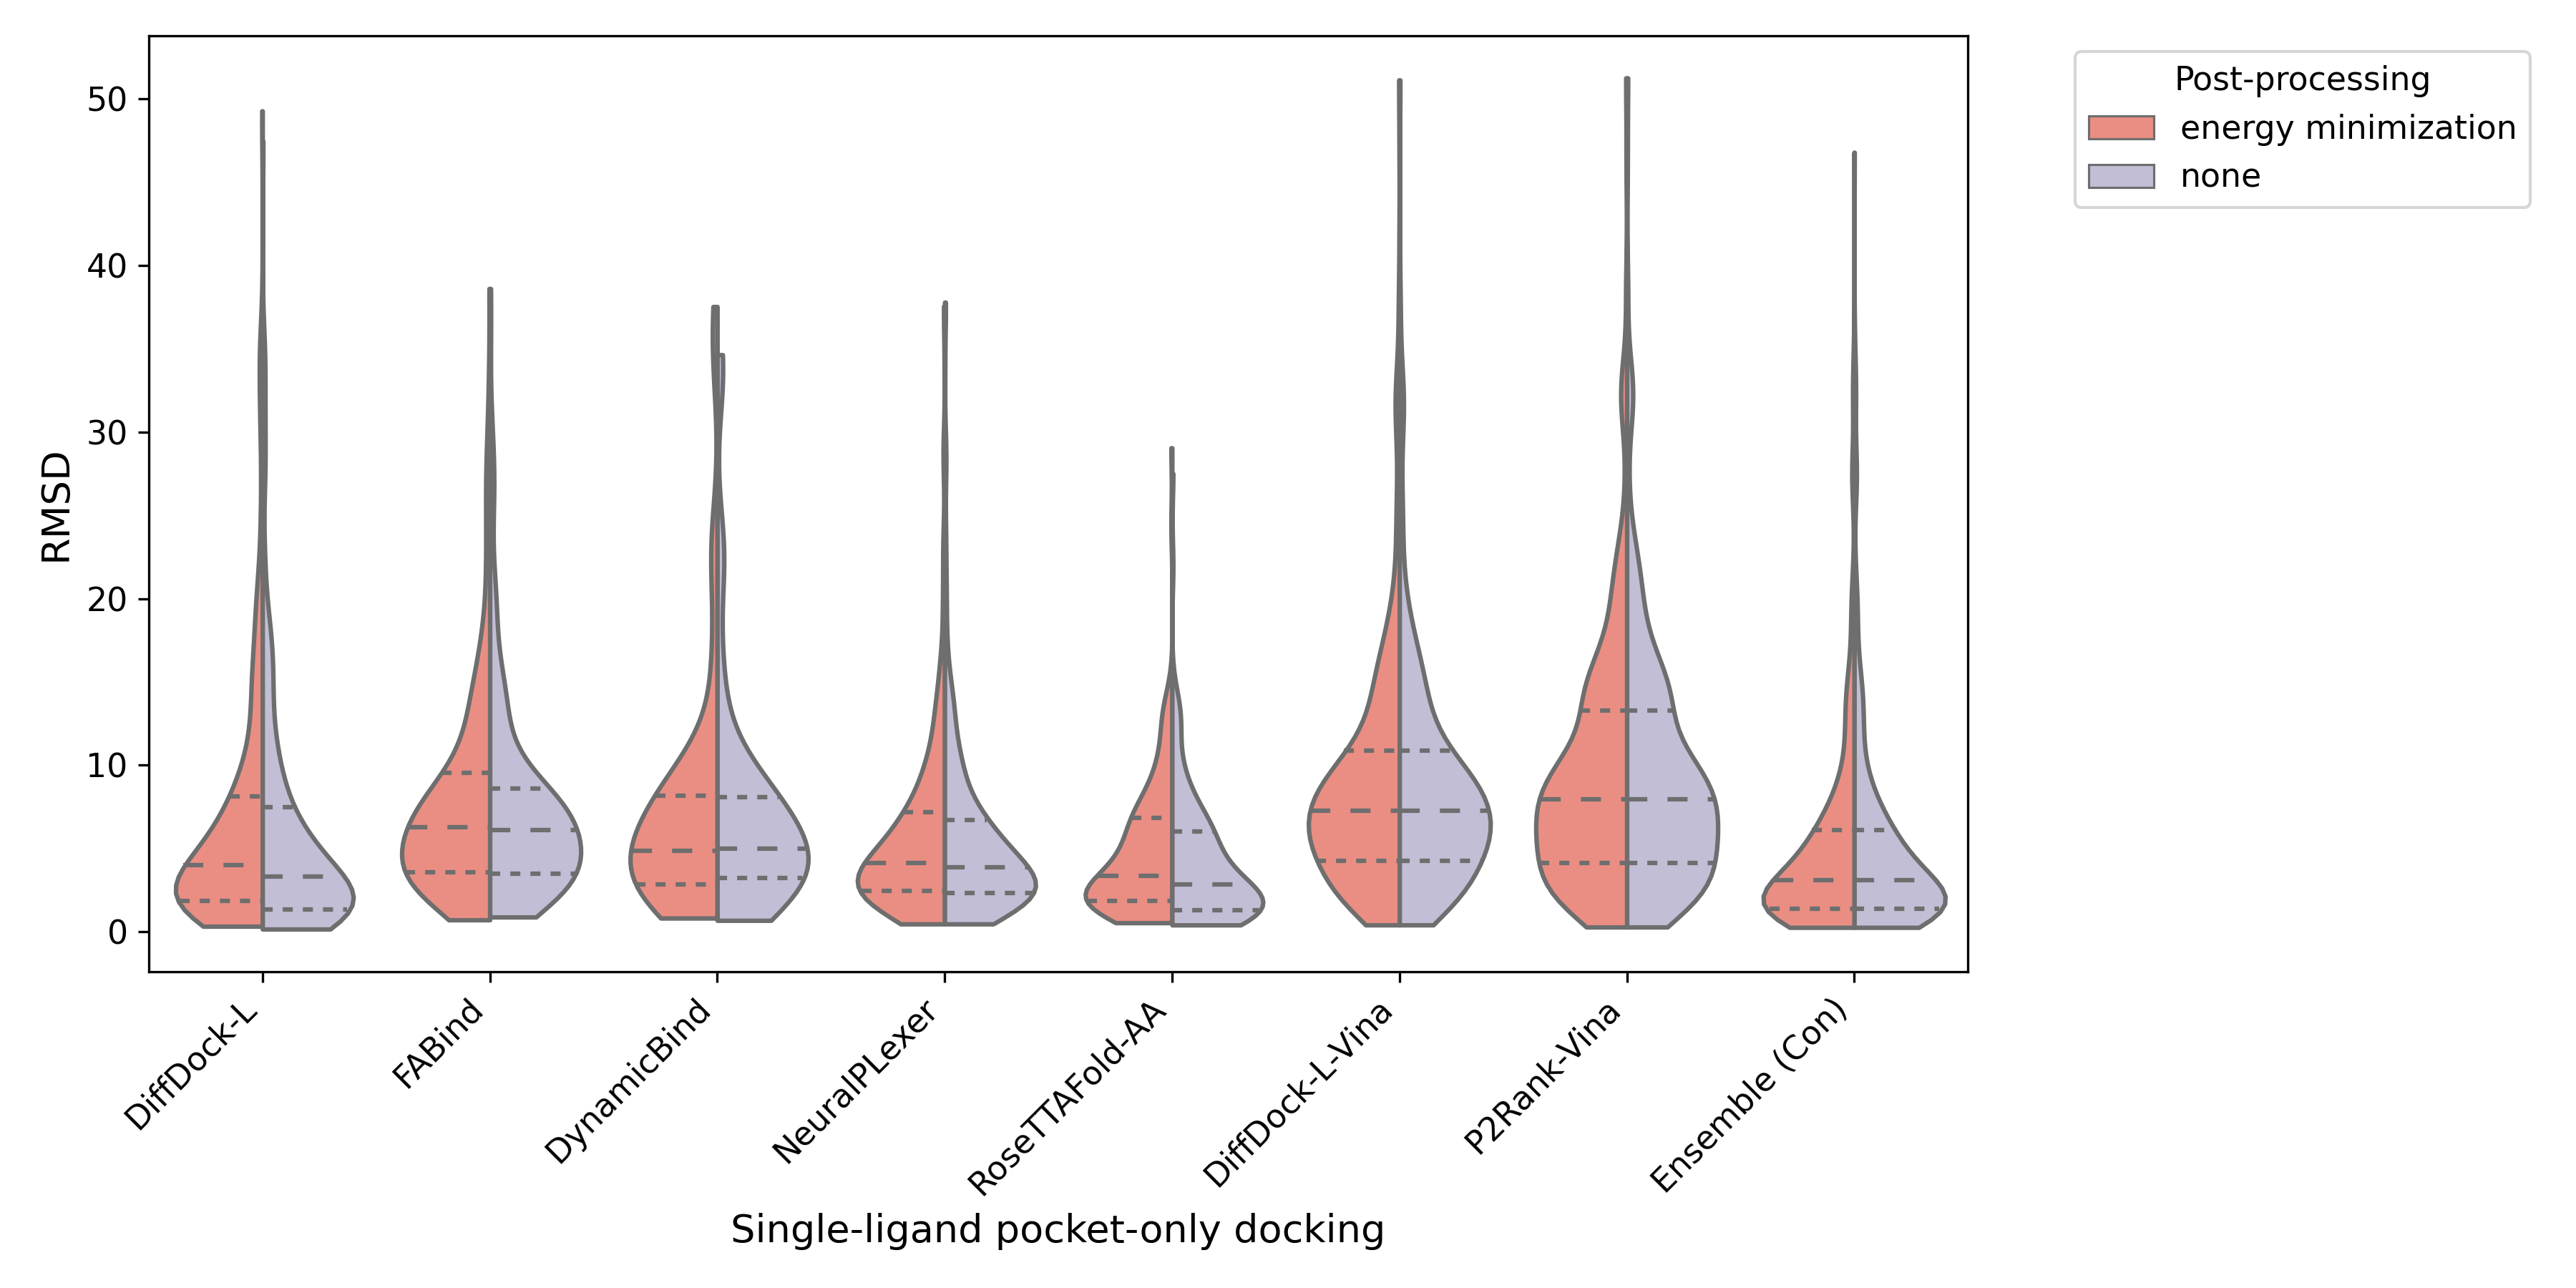 50
40
30
20
10
0
RMSD
DiffDock-L
FABind
DynamicBind
NeuralPLexer
RoseTTAFold-AA
DiffDock-L-Vina
P2Rank-Vina
Ensemble (Con)
Single-ligand pocket-only docking
Post-processing
energy minimization
none